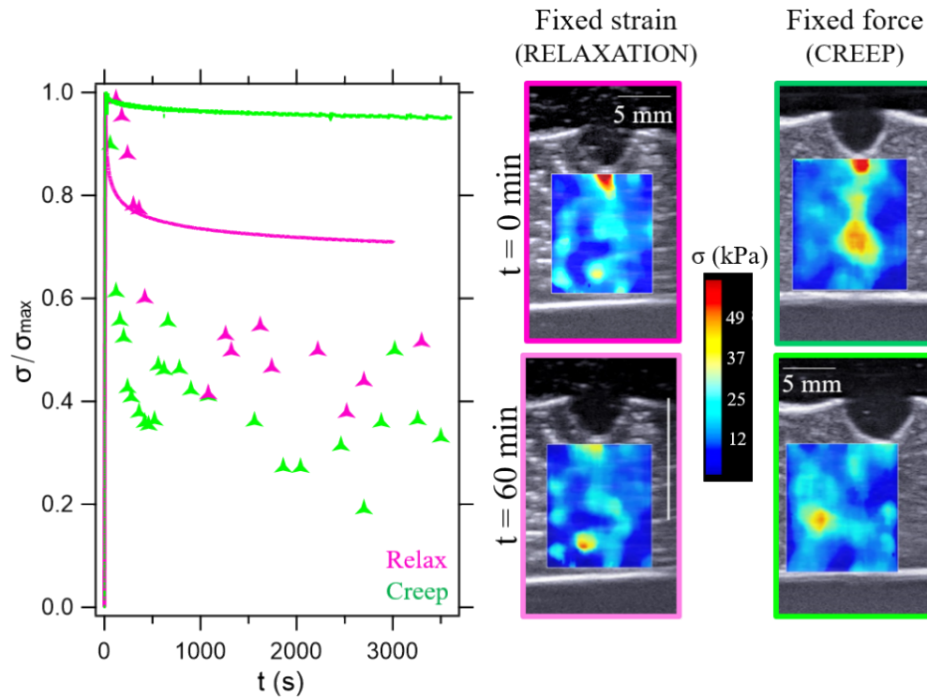 Fixed strain
(RELAXATION)
Fixed force
(CREEP)
1.0
0.8
0.6
0.4
0.2
0.0
σ/σmax
0
1000
2000
3000
t (s)
Relax
Creep
t = 0 min
t = 60 min
5 mm
σ (kPa)
49
37
25
12
5 mm